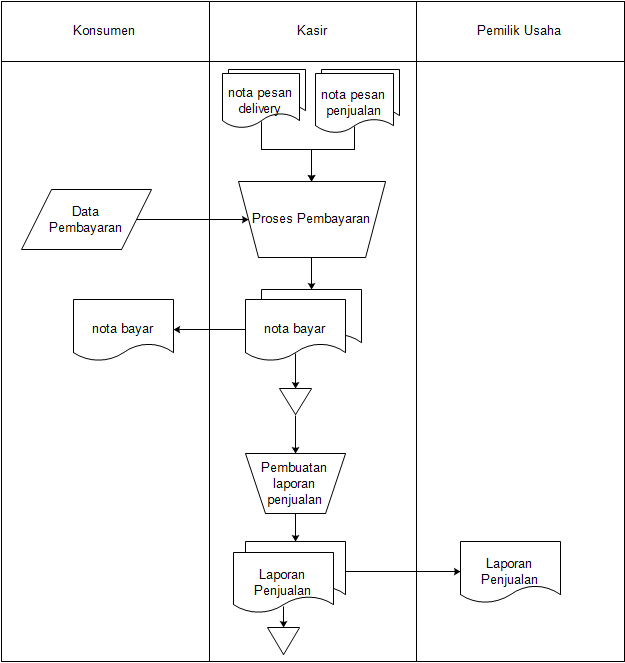 Konsumen
Kasir
Pemilik Usaha
nota pesan
delivery
nota pesan
penjualan
Data
Pembayaran
Proses Pembayaran
nota bayar
nota bayar
Pembuatan
laporan
penjualan
Laporan
Penjualan
Laporan
Penjualan